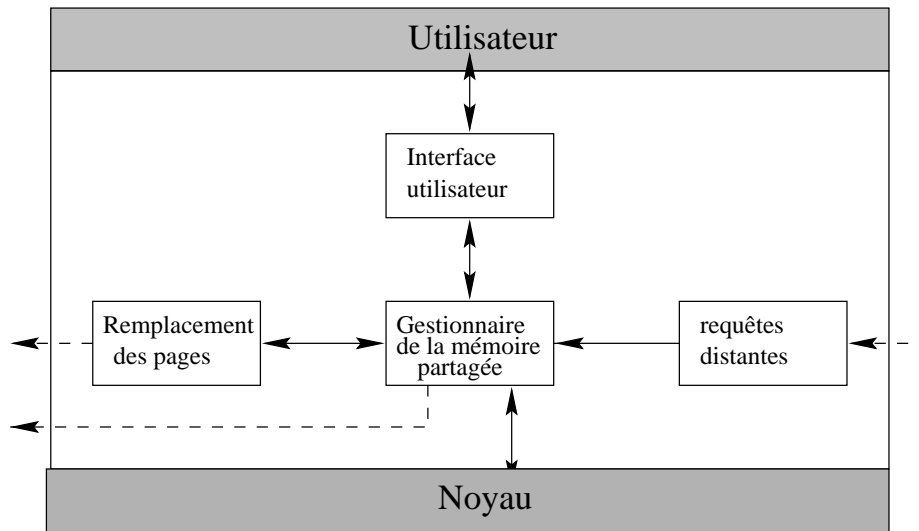 Utilisateur
Interface
utilisateur
Remplacement
des pages
Gestionnaire
de la mémoire
partagée
requêtes
distantes
Noyau